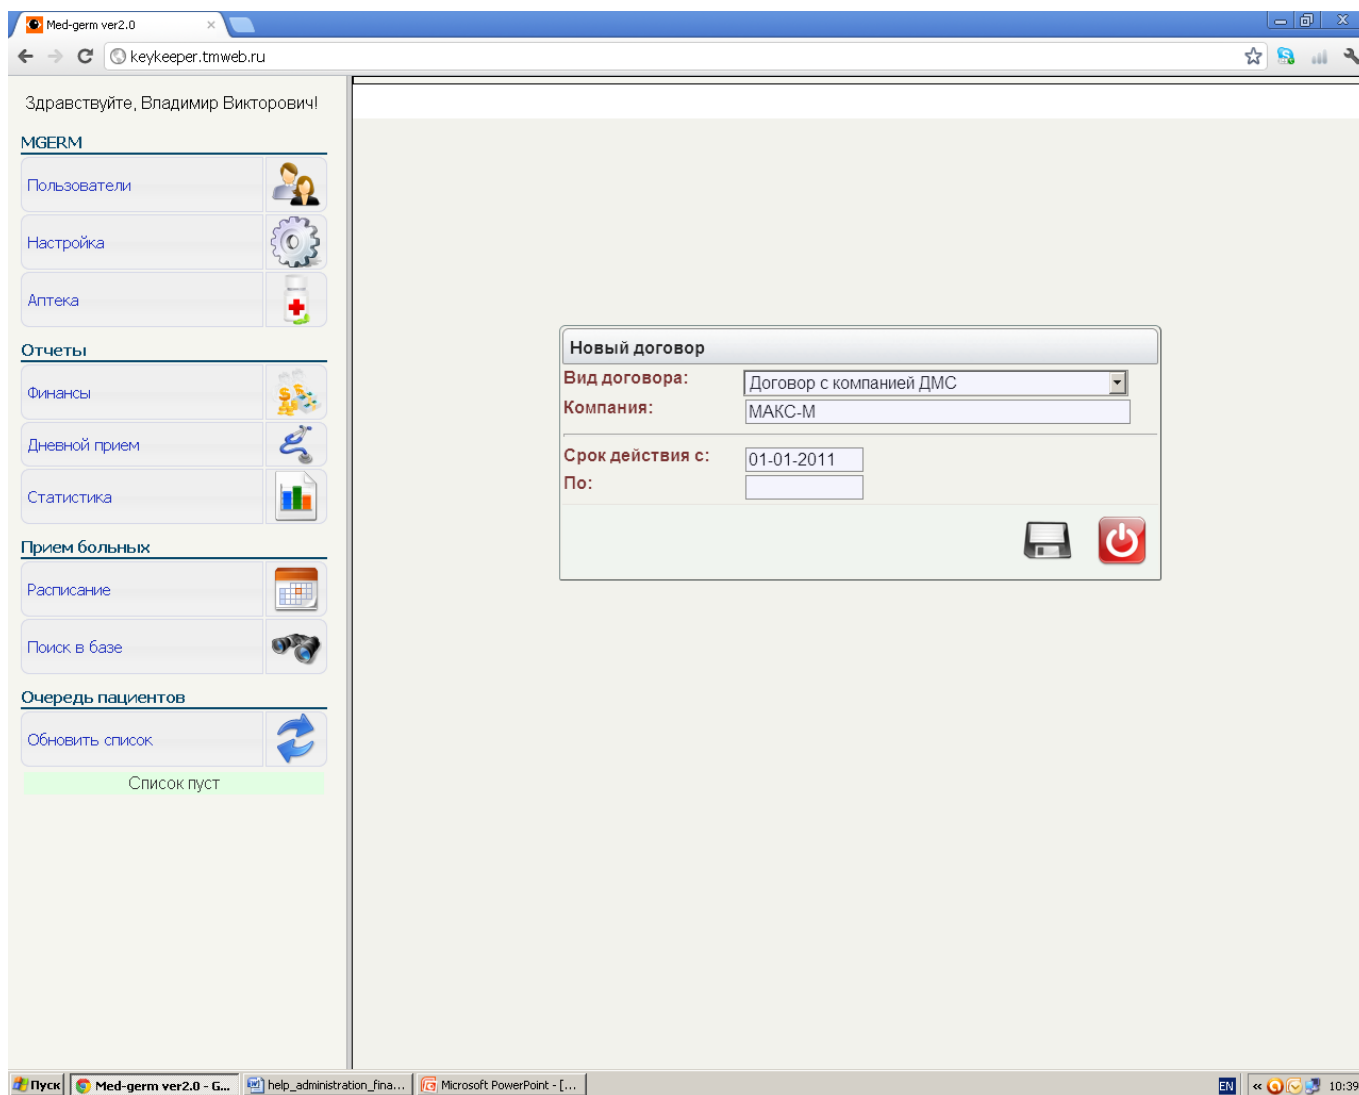 Med-germ ver2.0
keykeeper.tmweb.ru
Здравствуйте, Владимир Викторович!
MGERM
Пользователи
Настройка
Аптека
Отчеты
Финансы
Дневной прием
Статистика
Прием больных
Расписание
Поиск в базе
Очередь пациентов
Обновить список
Список пуст
Новый договор
Вид договора: Договор с компанией ДМС
Компания: МАКС-М
Срок действия с: 01-01-2011
По:
Пуск Med-germ ver2.0 - G... help_administration_fina... Microsoft PowerPoint - [... EN « 10:39